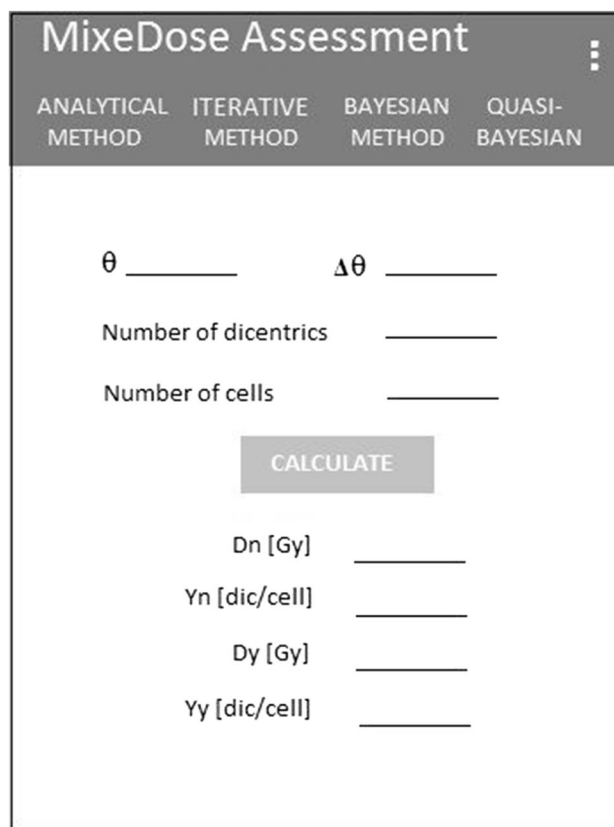 MixeDose Assessment
ANALYTICAL METHOD
ITERATIVE METHOD
BAYESIAN METHOD
QUASI-BAYESIAN
θ
Δθ
Number of dicentrics
Number of cells
CALCULATE
Dn [Gy]
Yn [dic/cell]
Dy [Gy]
Yy [dic/cell]